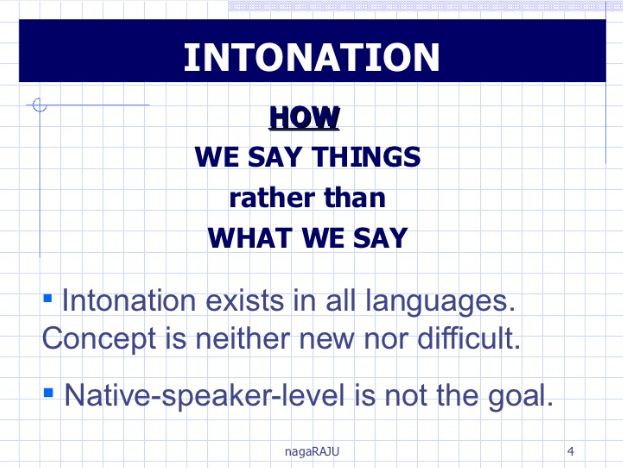 INTONATION
HOW
WE SAY THINGS
rather than
WHAT WE SAY
▪ Intonation exists in all languages.
Concept is neither new nor difficult.
▪ Native-speaker-level is not the goal.
nagaRAJU 4